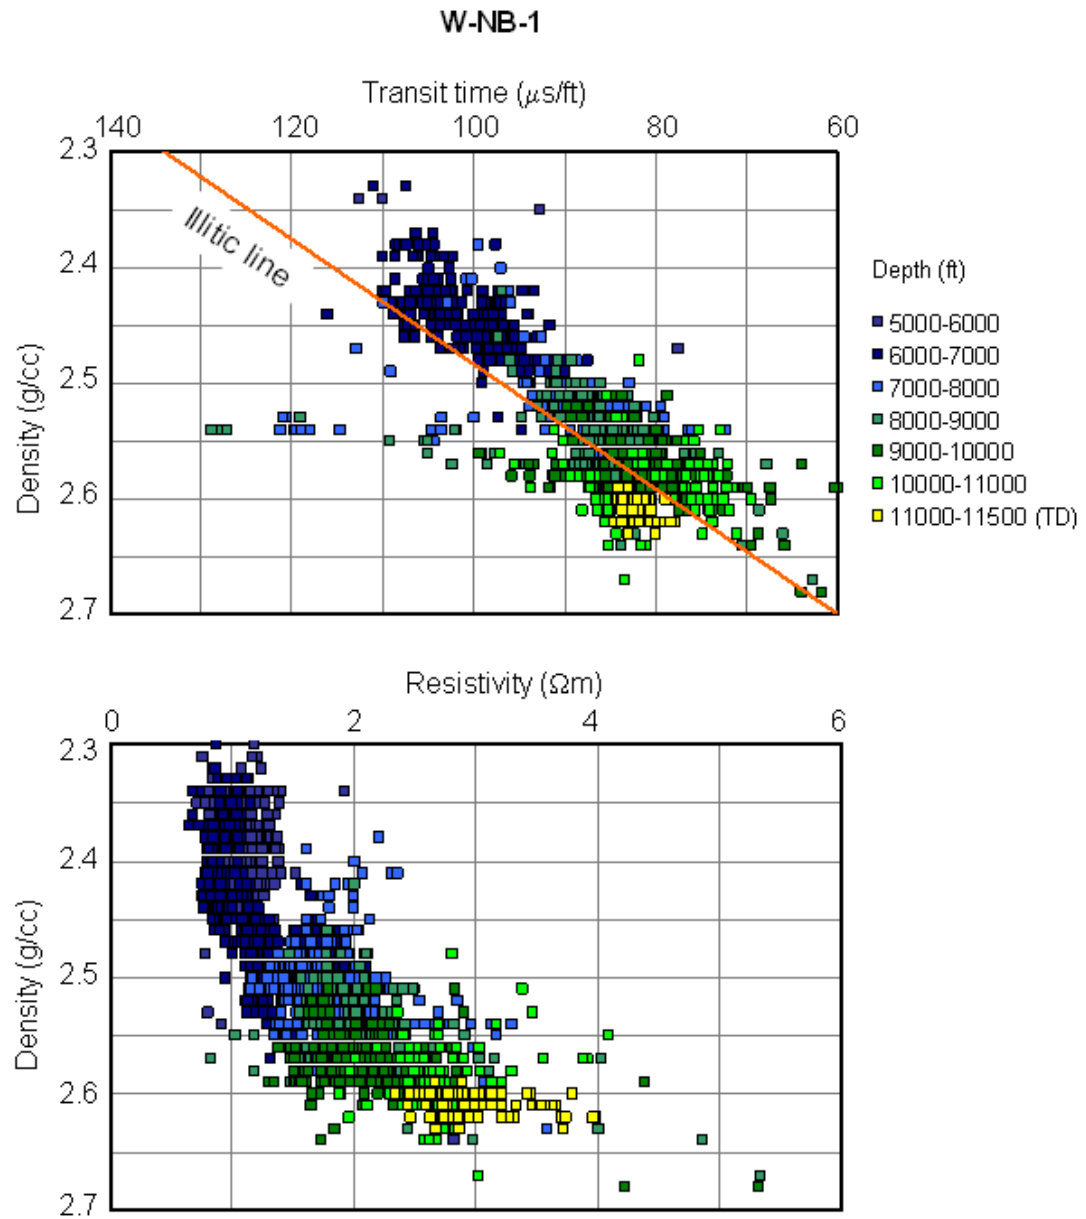 W-NB-1
Transit time (μs/ft)
140 120 100 80 60
2.3
2.4
2.5
2.6
2.7
Density (g/cc)
Illitic line
Depth (ft)
5000-6000
6000-7000
7000-8000
8000-9000
9000-10000
10000-11000
11000-11500 (TD)
Resistivity (Ωm)
0 2 4 6
2.3
2.4
2.5
2.6
2.7
Density (g/cc)